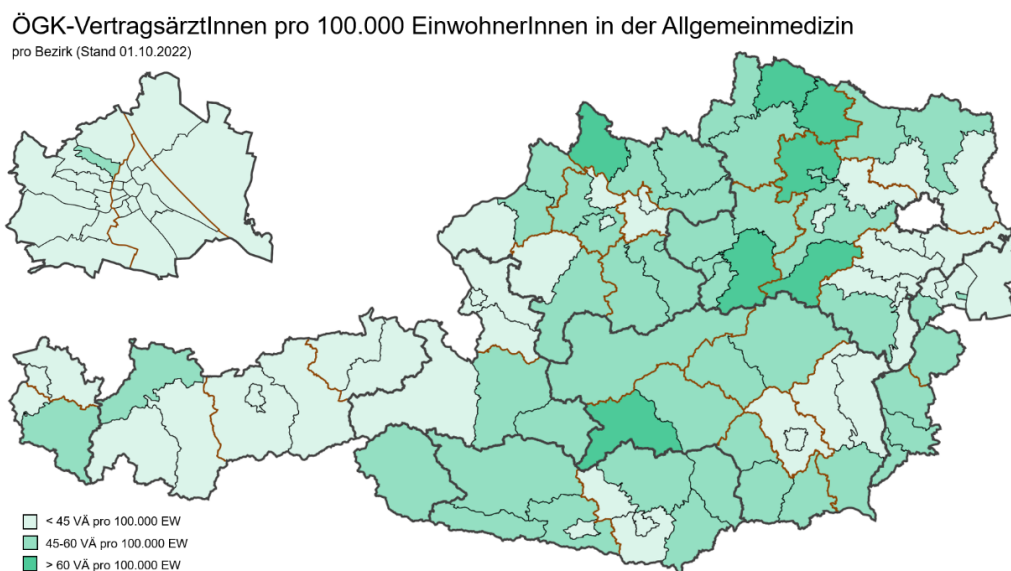 ÖGK-VertragsärztInnen pro 100.000 EinwohnerInnen in der Allgemeinmedizin
pro Bezirk (Stand 01.10.2022)
< 45 VÄ pro 100.000 EW
45-60 VÄ pro 100.000 EW
> 60 VÄ pro 100.000 EW